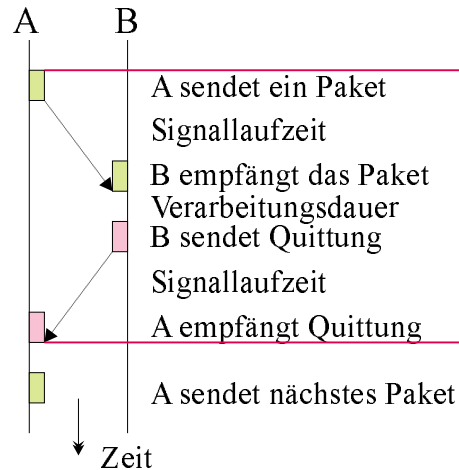 A B
A sendet ein Paket
Signallaufzeit
B empfängt das Paket
Verarbeitungsdauer
B sendet Quittung
Signallaufzeit
A empfängt Quittung
A sendet nächstes Paket
Zeit